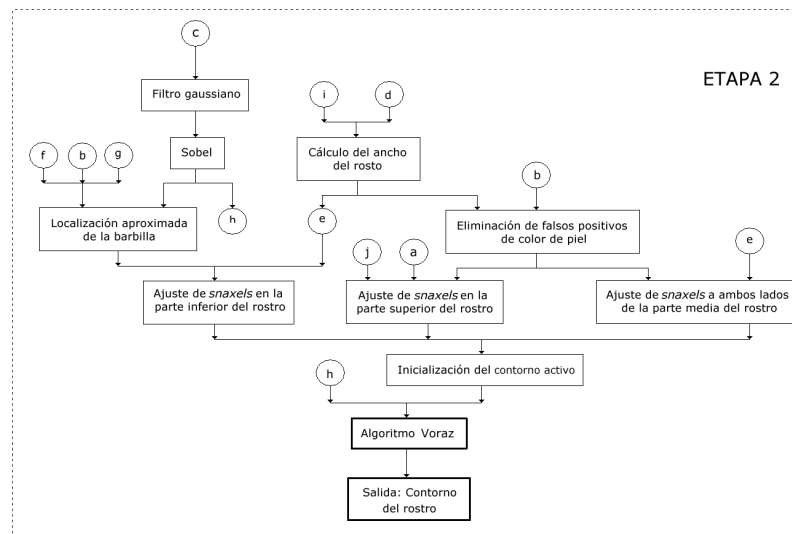 c
ETAPA 2
Filtro gaussiano
i
d
Sobel
Cálculo del ancho
del rosto
f
b
g
b
h
e
Localización aproximada
de la barbilla
Eliminación de falsos positivos
de color de piel
j
a
e
Ajuste de snaxels en la
parte inferior del rostro
Ajuste de snaxels en la
parte superior del rostro
Ajuste de snaxels a ambos lados
de la parte media del rostro
h
Inicialización del contorno activo
Algoritmo Voraz
Salida: Contorno
del rostro